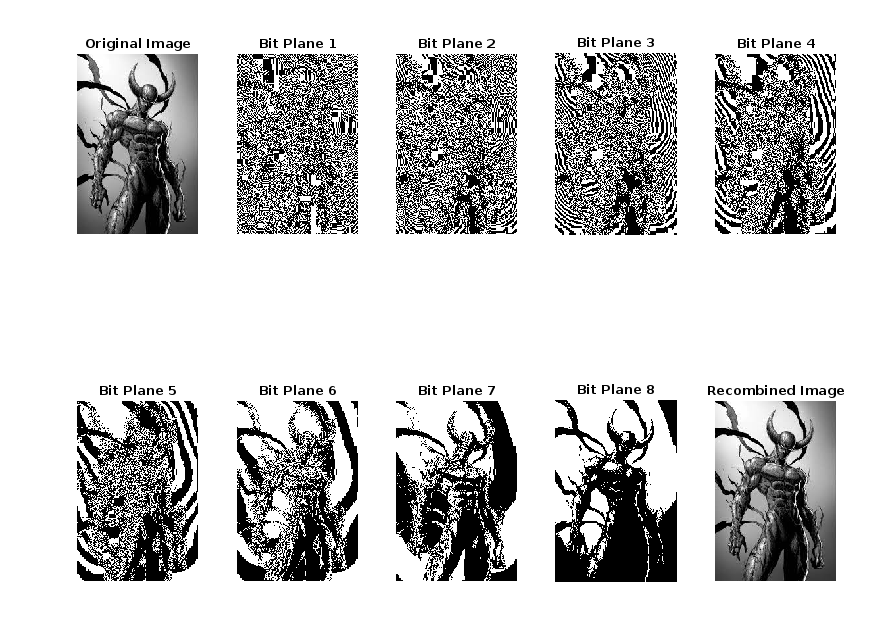 Original Image
Bit Plane 1
Bit Plane 2
Bit Plane 3
Bit Plane 4
Bit Plane 5
Bit Plane 6
Bit Plane 7
Bit Plane 8
Recombined Image